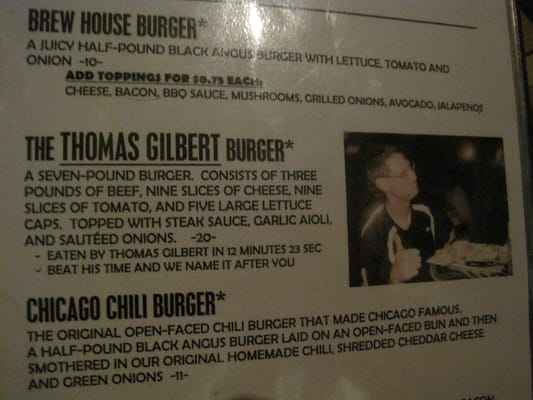 BREW HOUSE BURGER*
A JUICY HALF-POUND BLACK ANGUS BURGER WITH LETTUCE, TOMATO AND
ONION -10-
ADD TOPPINGS FOR $0.75 EACH:
CHEESE, BACON, BBQ SAUCE, MUSHROOMS, GRILLED ONIONS, AVOCADO, JALAPENOS
THE THOMAS GILBERT BURGER*
A SEVEN-POUND BURGER. CONSISTS OF THREE
POUNDS OF BEEF, NINE SLICES OF CHEESE, NINE
SLICES OF TOMATO, AND FIVE LARGE LETTUCE
CAPS. TOPPED WITH STEAK SAUCE, GARLIC AIOLI,
AND SAUTÉED ONIONS. -20-
- EATEN BY THOMAS GILBERT IN 12 MINUTES 23 SEC
- BEAT HIS TIME AND WE NAME IT AFTER YOU
CHICAGO CHILI BURGER*
THE ORIGINAL OPEN-FACED CHILI BURGER THAT MADE CHICAGO FAMOUS.
A HALF-POUND BLACK ANGUS BURGER LAID ON AN OPEN-FACED BUN AND THEN
SMOTHERED IN OUR ORIGINAL HOMEMADE CHILI, SHREDDED CHEDDAR CHEESE
AND GREEN ONIONS -11-